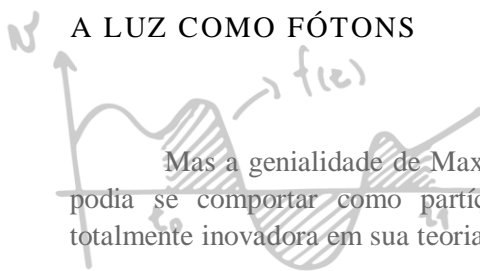 A LUZ COMO FÓTONS
f(t)
Mas a genialidade de Max
podia se comportar como partíc
totalmente inovadora em sua teoria